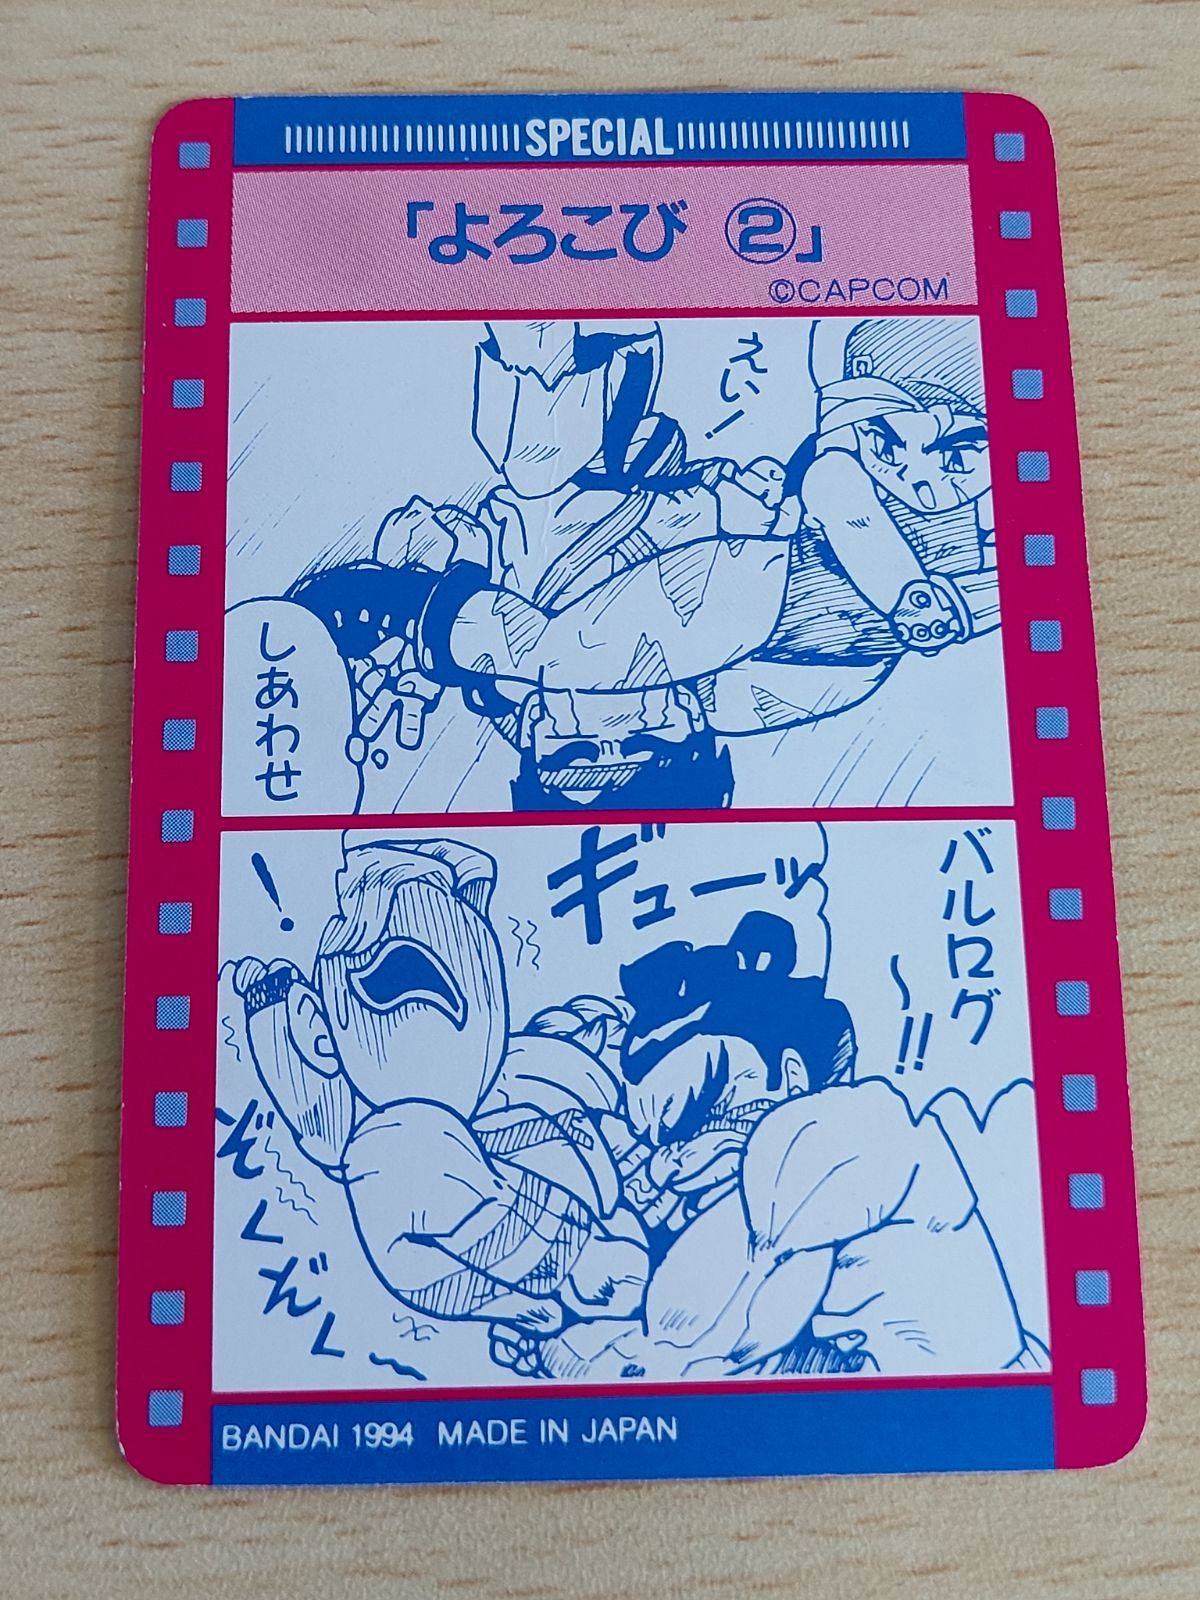 SPECIAL
「よろこび ②」
©CAPCOM
えい!
しあわせ
バルログ
〜!!
ギューッ
!
ぞくぞく〜
BANDAI 1994 MADE IN JAPAN